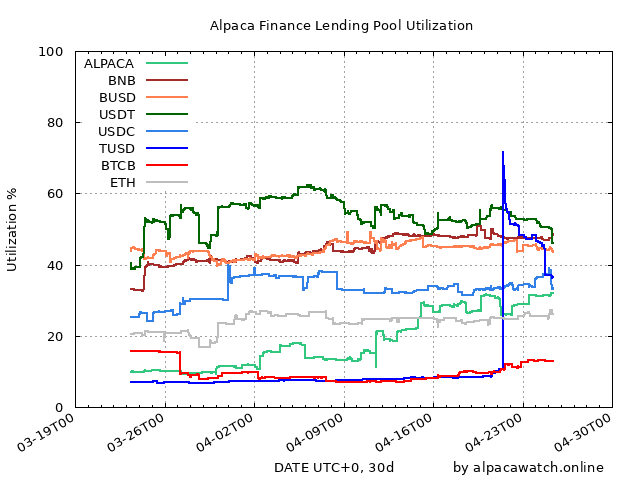 Alpaca Finance Lending Pool Utilization
100
80
60
40
20
0
Utilization %
ALPACA
BNB
BUSD
USDT
USDC
TUSD
BTCB
ETH
03-19T00
03-26T00
04-02T00
04-09T00
04-16T00
04-23T00
04-30T00
DATE UTC+0, 30d
by alpacawatch.online